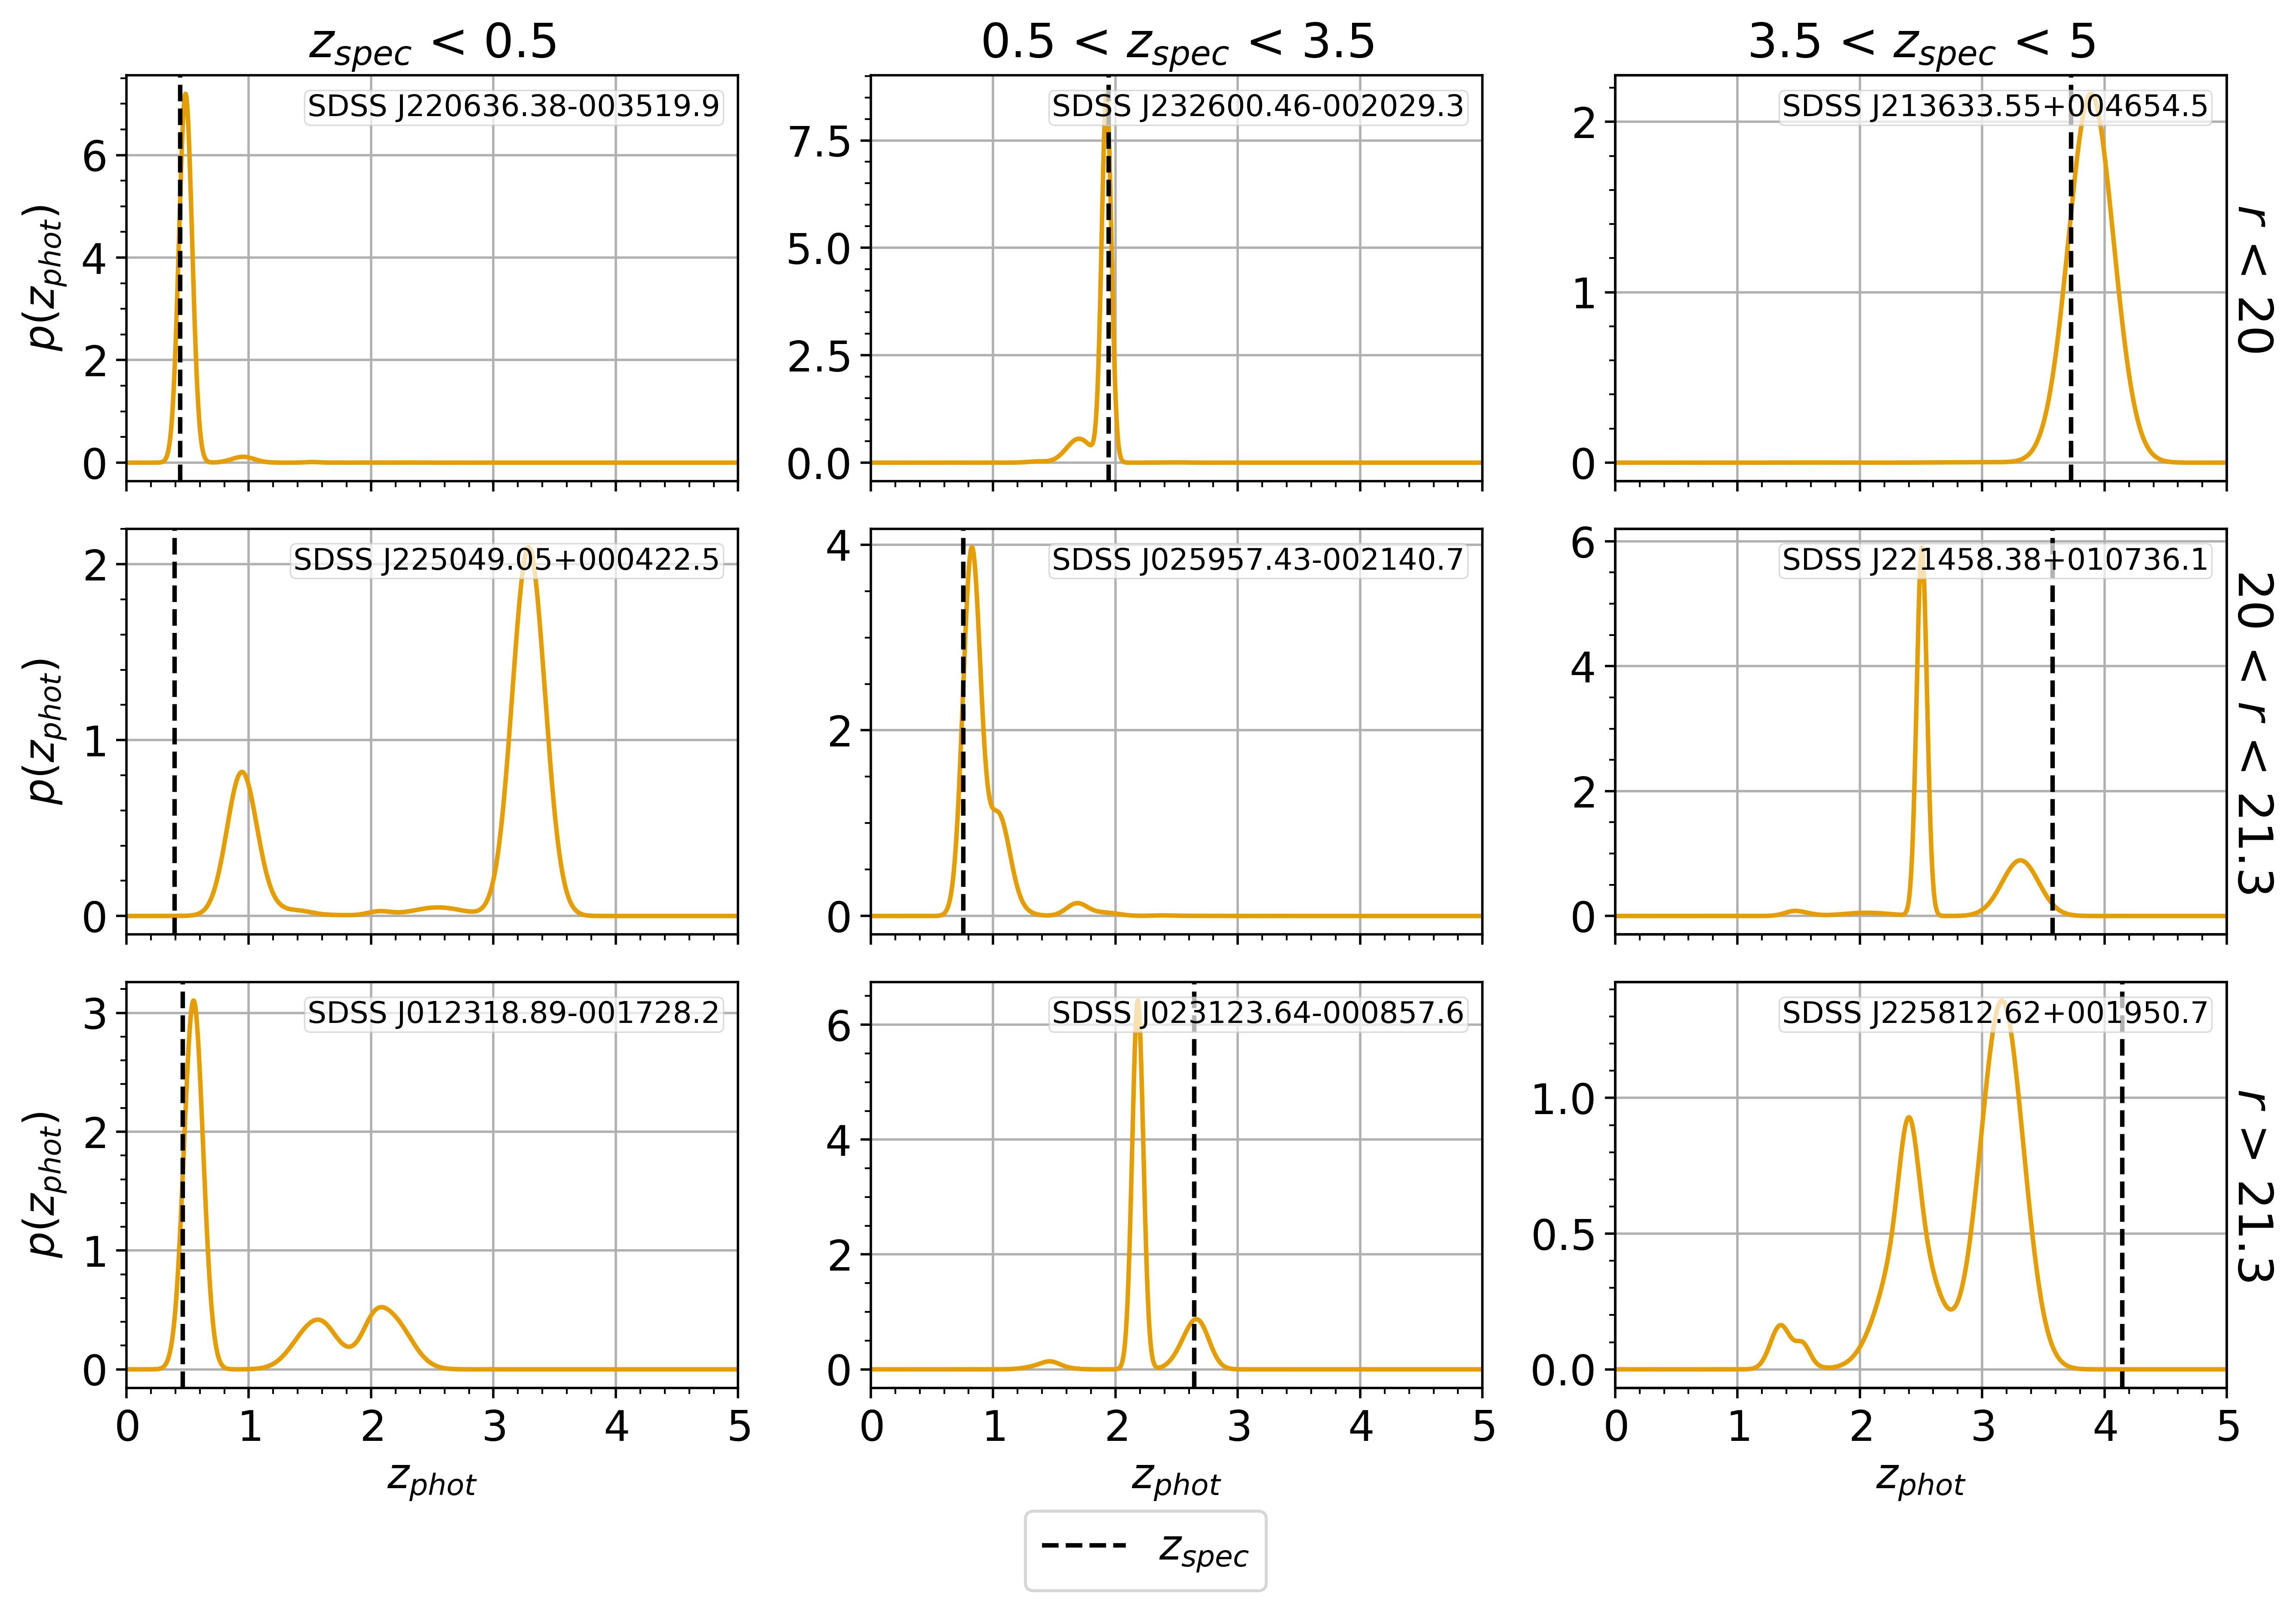 z_spec < 0.5
0.5 < z_spec < 3.5
3.5 < z_spec < 5
SDSS J220636.38-003519.9
6
4
2
0
p(z_phot)
SDSS J232600.46-002029.3
7.5
5.0
2.5
0.0
SDSS J213633.55+004654.5
2
1
0
r < 20
SDSS J225049.05+000422.5
2
1
0
p(z_phot)
SDSS J025957.43-002140.7
4
2
0
SDSS J221458.38+010736.1
6
4
2
0
20 < r < 21.3
SDSS J012318.89-001728.2
3
2
1
0
p(z_phot)
0 1 2 3 4 5
z_phot
SDSS J023123.64-000857.6
6
4
2
0
0 1 2 3 4 5
z_phot
SDSS J225812.62+001950.7
1.0
0.5
0.0
0 1 2 3 4 5
z_phot
r > 21.3
z_spec